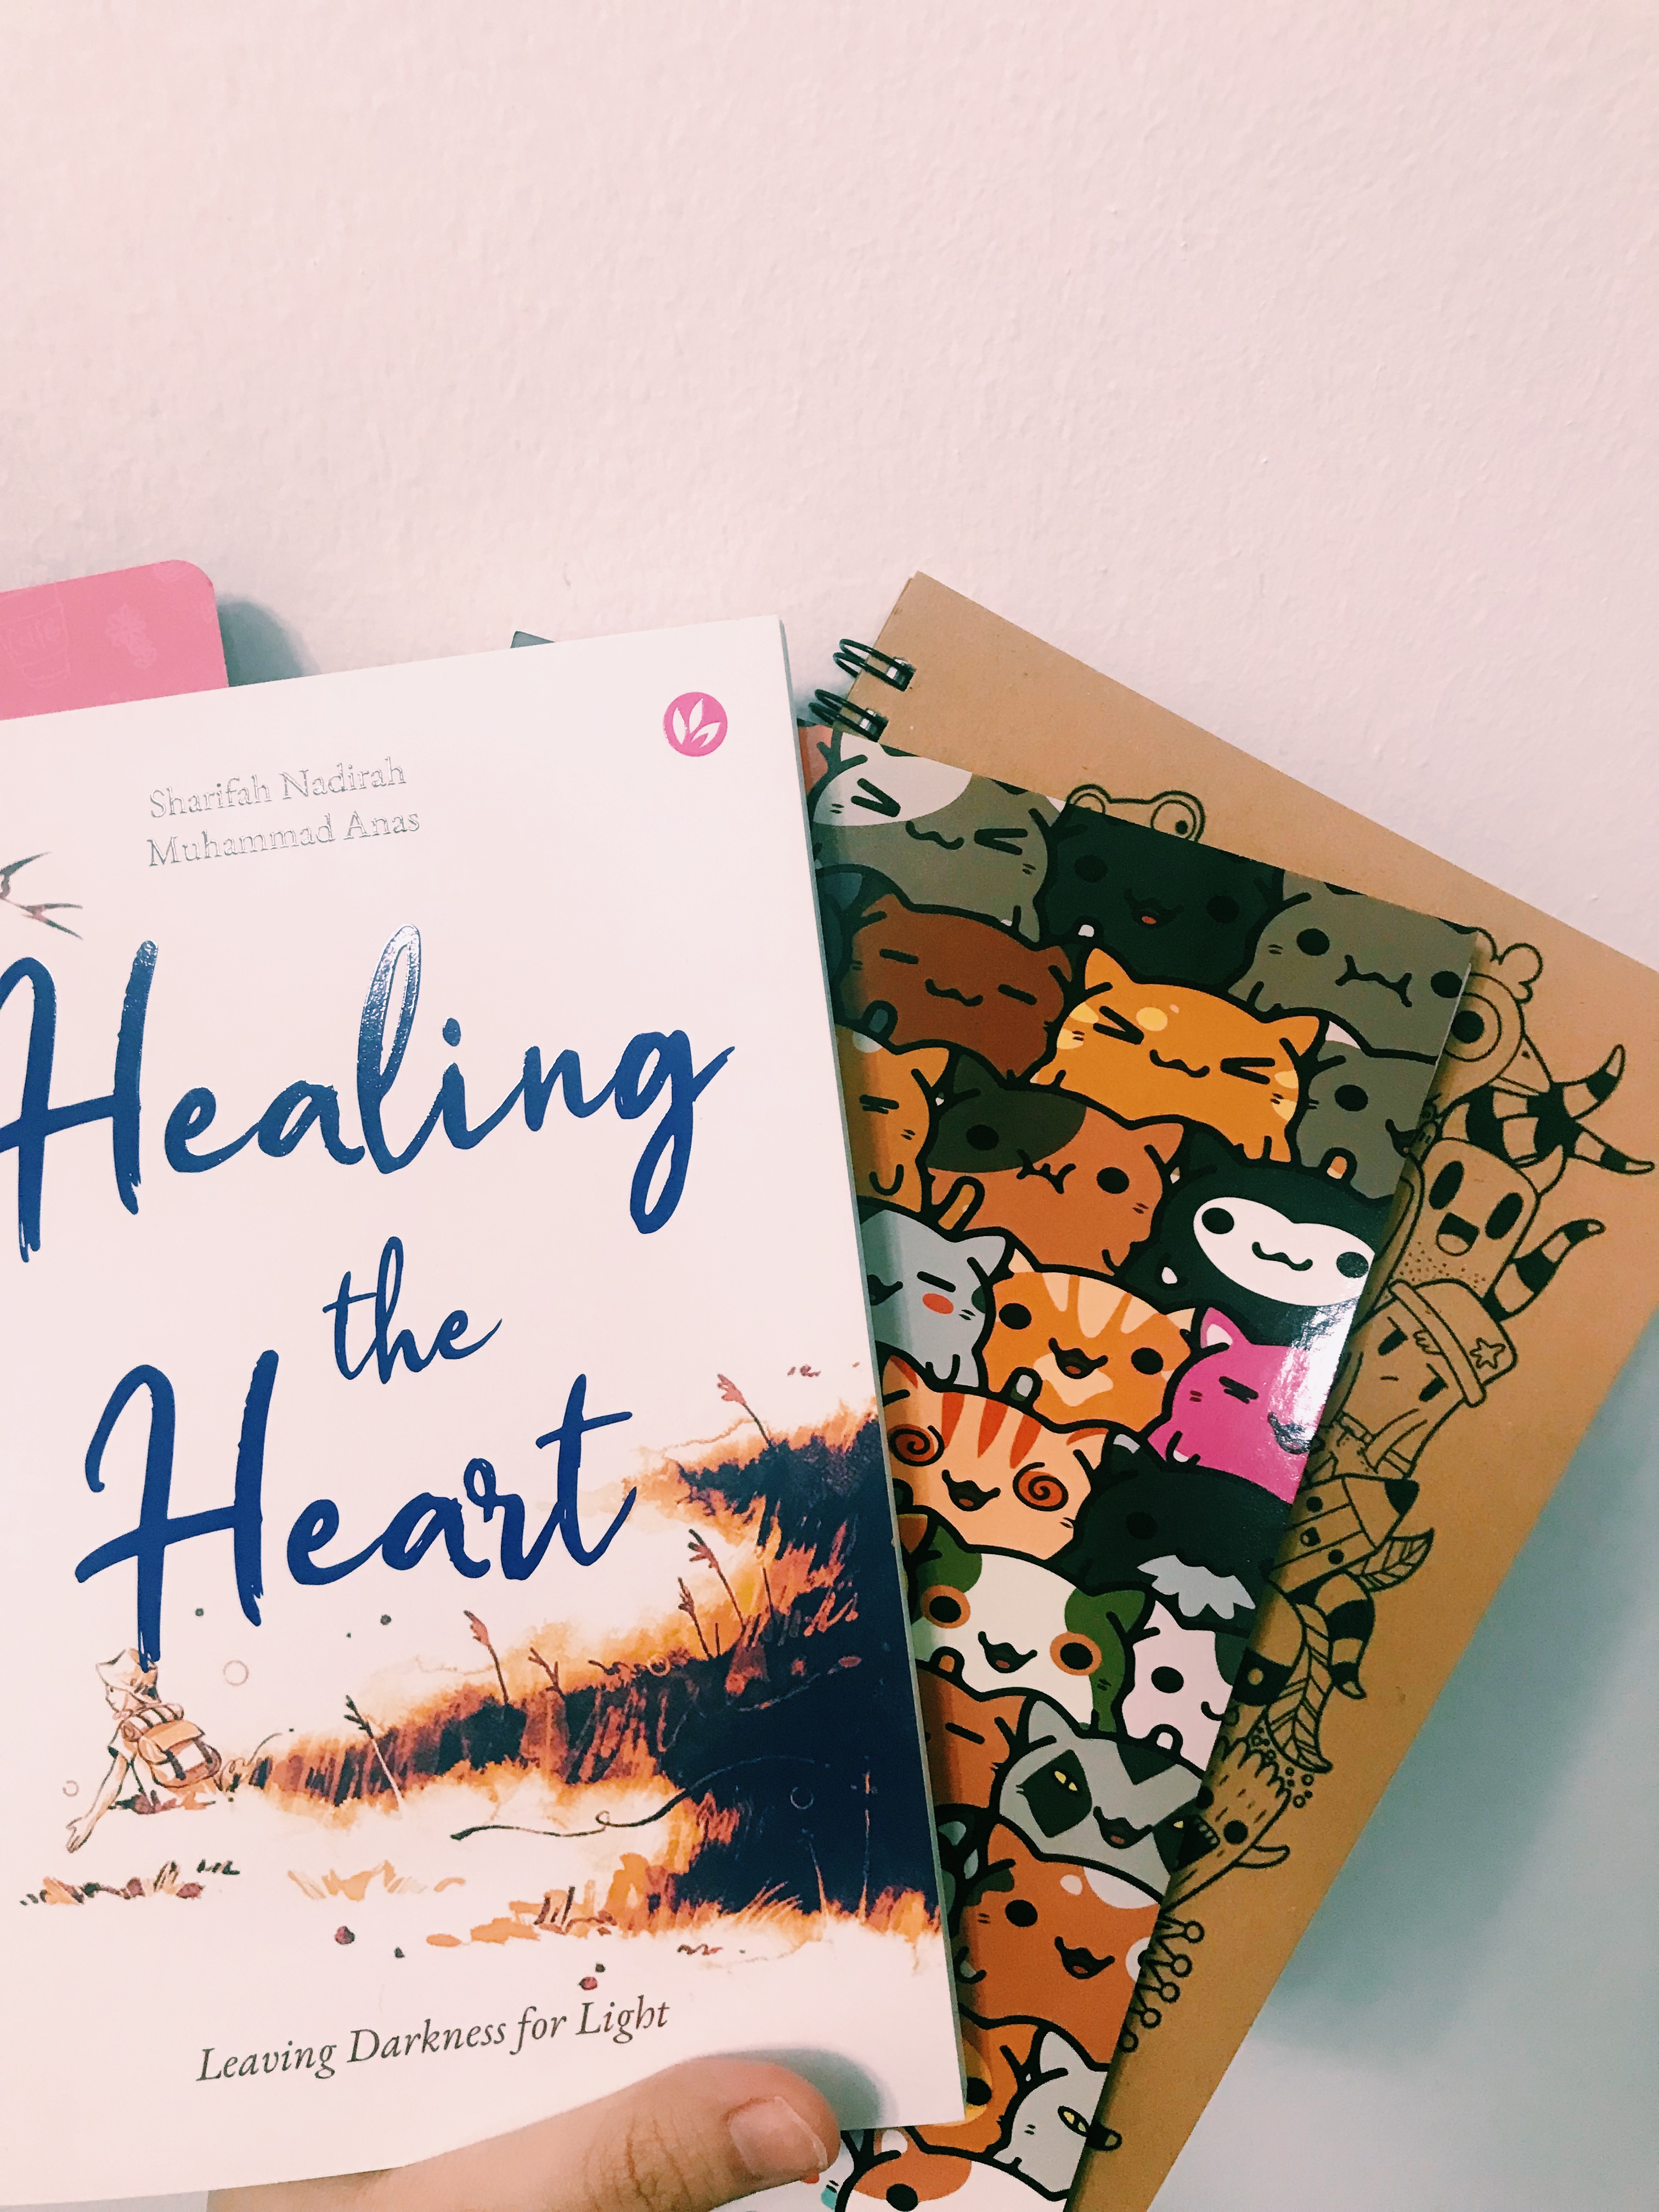 Sharifah Nadirah
Muhammad Anas
Healing
the
Heart
Leaving Darkness for Light